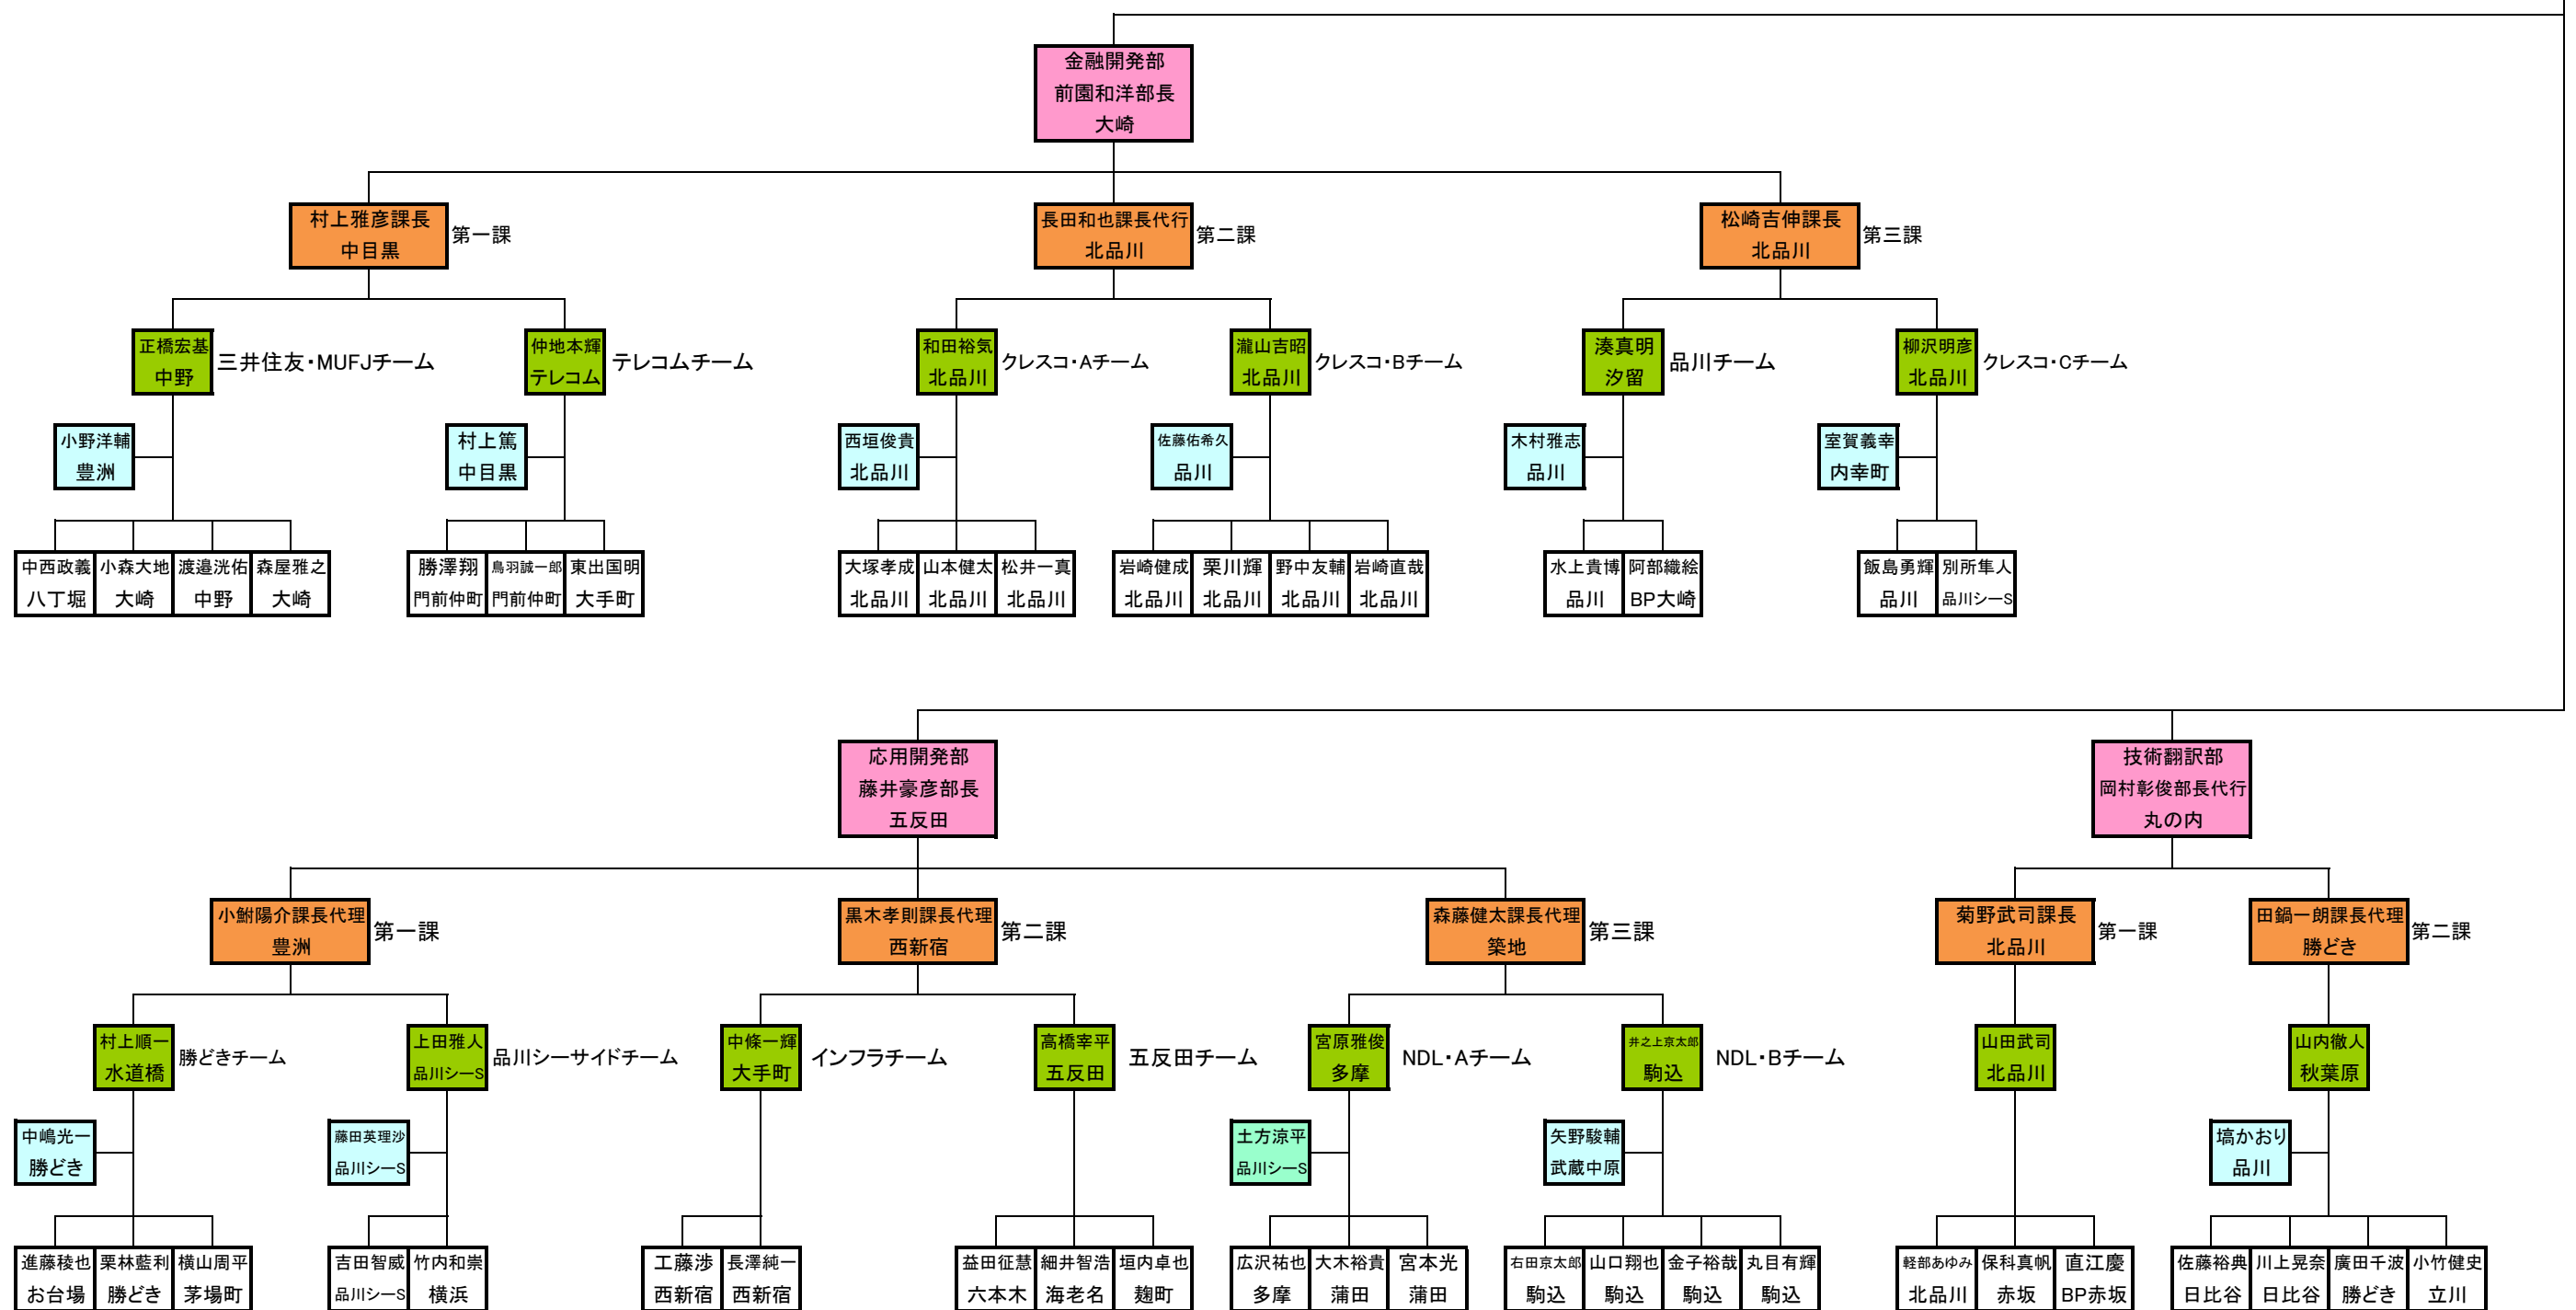 金融開発部
前園和洋部長
大崎
村上雅彦課長
中目黒
第一課
長田和也課長代行
北品川
第二課
松崎吉伸課長
北品川
第三課
正橋宏基
中野
三井住友・MUFJチーム
仲地本輝
テレコム
テレコムチーム
和田裕気
北品川
クレスコ・Aチーム
瀧山吉昭
北品川
クレスコ・Bチーム
湊真明
汐留
品川チーム
柳沢明彦
北品川
クレスコ・Cチーム
小野洋輔
豊洲
村上篤
中目黒
西垣俊貴
北品川
佐藤佑希久
品川
木村雅志
品川
室賀義幸
内幸町
中西政義
八丁堀
小森大地
大崎
渡邉洸佑
中野
森屋雅之
大崎
勝澤翔
門前仲町
鳥羽誠一郎
門前仲町
東出国明
大手町
大塚孝成
北品川
山本健太
北品川
松井一真
北品川
岩崎健成
北品川
栗川輝
北品川
野中友輔
北品川
岩崎直哉
北品川
水上貴博
品川
阿部織絵
BP大崎
飯島勇輝
品川
別所隼人
品川シーS
応用開発部
藤井豪彦部長
五反田
技術翻訳部
岡村彰俊部長代行
丸の内
小鮒陽介課長代理
豊洲
第一課
黒木孝則課長代理
西新宿
第二課
森藤健太課長代理
築地
第三課
菊野武司課長
北品川
第一課
田鍋一朗課長代理
勝どき
第二課
村上順一
水道橋
勝どきチーム
上田雅人
品川シーS
品川シーサイドチーム
中條一輝
大手町
インフラチーム
高橋宰平
五反田
五反田チーム
宮原雅俊
多摩
NDL・Aチーム
井之上京太郎
駒込
NDL・Bチーム
山田武司
北品川
山内徹人
秋葉原
中嶋光一
勝どき
藤田英理沙
品川シーS
土方涼平
品川シーS
矢野駿輔
武蔵中原
塙かおり
品川
進藤稜也
お台場
栗林藍利
勝どき
横山周平
茅場町
吉田智威
品川シーS
竹内和崇
横浜
工藤渉
西新宿
長澤純一
西新宿
益田征慧
六本木
細井智浩
海老名
垣内卓也
麹町
広沢祐也
多摩
大木裕貴
蒲田
宮本光
蒲田
右田京太郎
駒込
山口翔也
駒込
金子裕哉
駒込
丸目有輝
駒込
軽部あゆみ
北品川
保科真帆
赤坂
直江慶
BP赤坂
佐藤裕典
日比谷
川上晃奈
日比谷
廣田千波
勝どき
小竹健史
立川